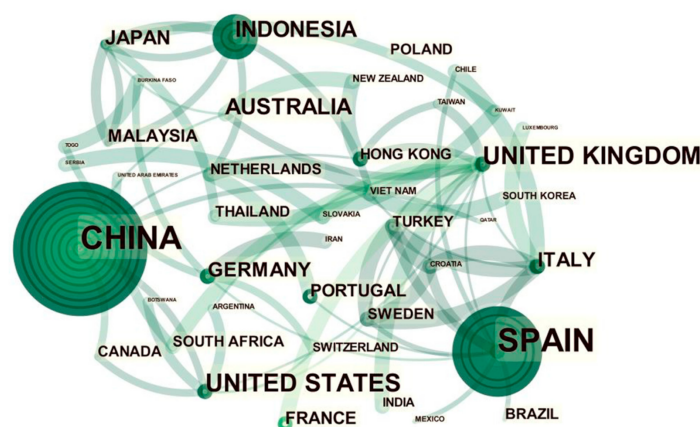 INDONESIA
JAPAN
POLAND
CHILE
NEW ZEALAND
BURKINA FASO
TAIWAN
AUSTRALIA
KUWAIT
LUXEMBOURG
MALAYSIA
TOGO
HONG KONG
UNITED KINGDOM
SERBIA
NETHERLANDS
UNITED ARAB EMIRATES
VIET NAM
SOUTH KOREA
THAILAND
SLOVAKIA
TURKEY
QATAR
CHINA
IRAN
ITALY
CROATIA
GERMANY
PORTUGAL
BOTSWANA
ARGENTINA
SWEDEN
SPAIN
SOUTH AFRICA
SWITZERLAND
CANADA
UNITED STATES
INDIA
BRAZIL
FRANCE
MEXICO